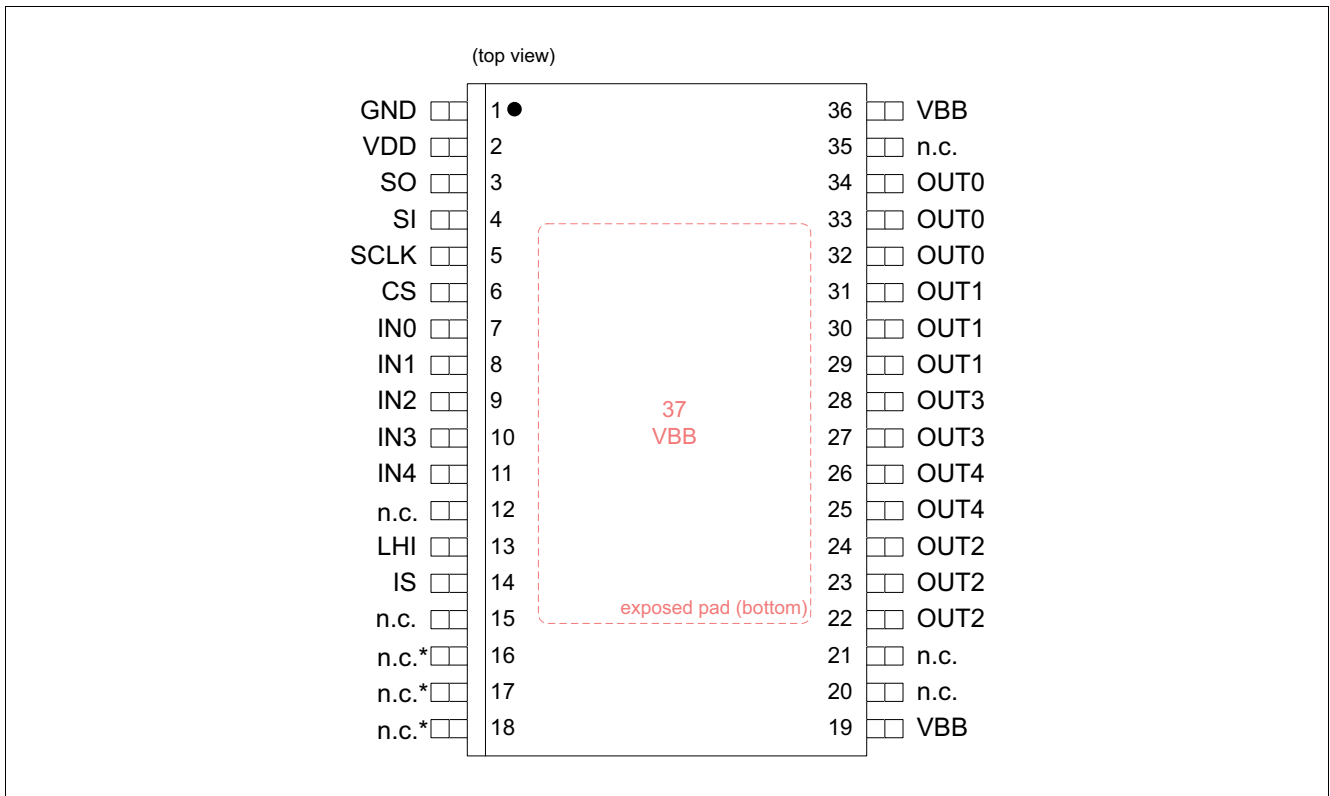 (top view)
GND 1 36 VBB
VDD 2 35 n.c.
SO 3 34 OUT0
SI 4 33 OUT0
SCLK 5 32 OUT0
CS 6 31 OUT1
IN0 7 30 OUT1
IN1 8 29 OUT1
IN2 9 28 OUT3
37
IN3 10 27 OUT3
VBB
IN4 11 26 OUT4
n.c. 12 25 OUT4
LHI 13 24 OUT2
IS 14 23 OUT2
exposed pad (bottom)
n.c. 15 22 OUT2
n.c.* 16 21 n.c.
n.c.* 17 20 n.c.
n.c.* 18 19 VBB